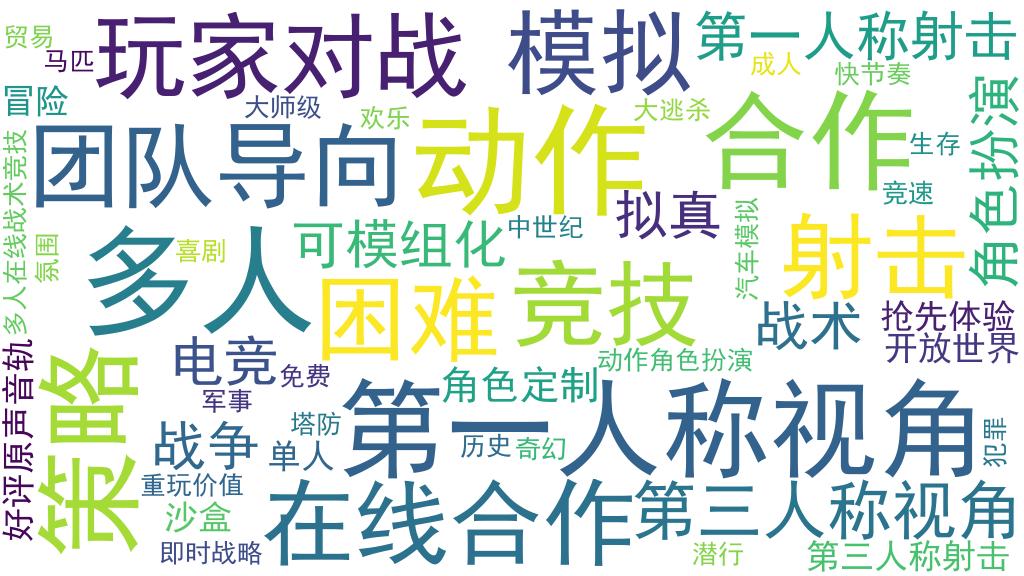 贸易
马匹
玩家对战
模拟
第一人称射击
成人
快节奏
冒险
大师级
欢乐
大逃杀
团队导向
动作
合作
生存
角色扮演
竞速
多人在线战术竞技
氛围
多人
喜剧
可模组化
中世纪
拟真
汽车模拟
射击
困难
竞技
战术
抢先体验
开放世界
好评原声音轨
策略
电竞
免费
动作角色扮演
角色定制
军事
第一人称视角
塔防
战争
单人
历史
奇幻
犯罪
重玩价值
沙盒
在线合作
第三人称视角
即时战略
潜行
第三人称射击